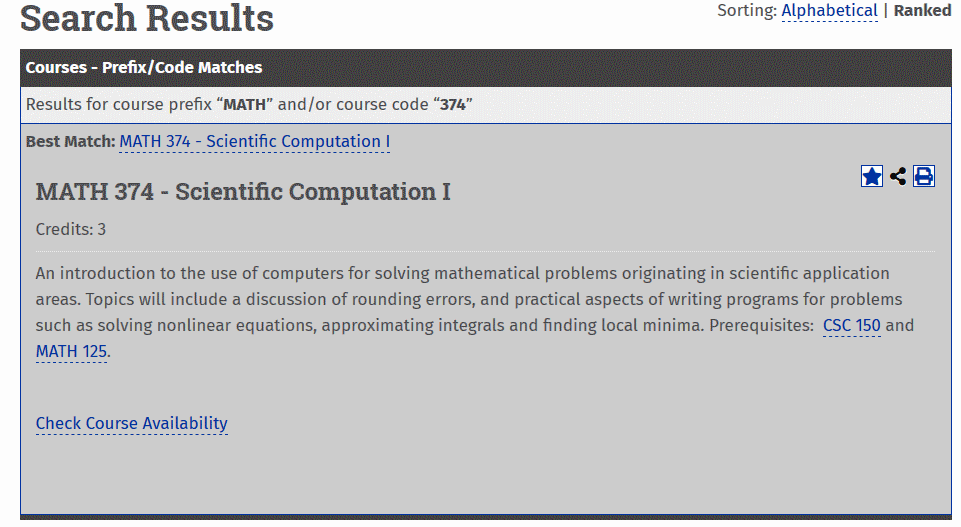 Search Results
Sorting: Alphabetical | Ranked
Courses - Prefix/Code Matches
Results for course prefix “MATH” and/or course code “374”
Best Match: MATH 374 - Scientific Computation I
MATH 374 - Scientific Computation I
Credits: 3
An introduction to the use of computers for solving mathematical problems originating in scientific application
areas. Topics will include a discussion of rounding errors, and practical aspects of writing programs for problems
such as solving nonlinear equations, approximating integrals and finding local minima. Prerequisites: CSC 150 and
MATH 125.
Check Course Availability